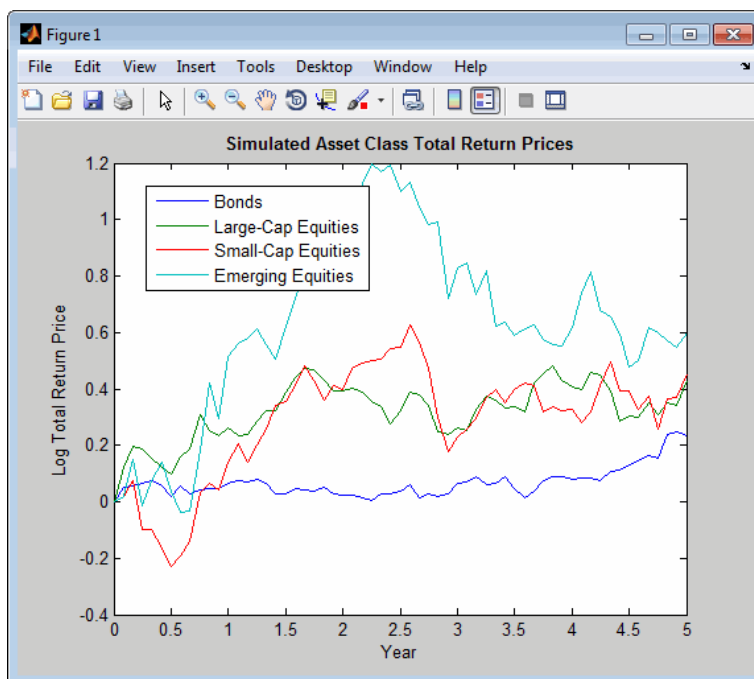 Figure 1
File Edit View Insert Tools Desktop Window Help
Simulated Asset Class Total Return Prices
Bonds
Large-Cap Equities
Small-Cap Equities
Emerging Equities
Log Total Return Price
1.2
1
0.8
0.6
0.4
0.2
0
-0.2
-0.4
0 0.5 1 1.5 2 2.5 3 3.5 4 4.5 5
Year